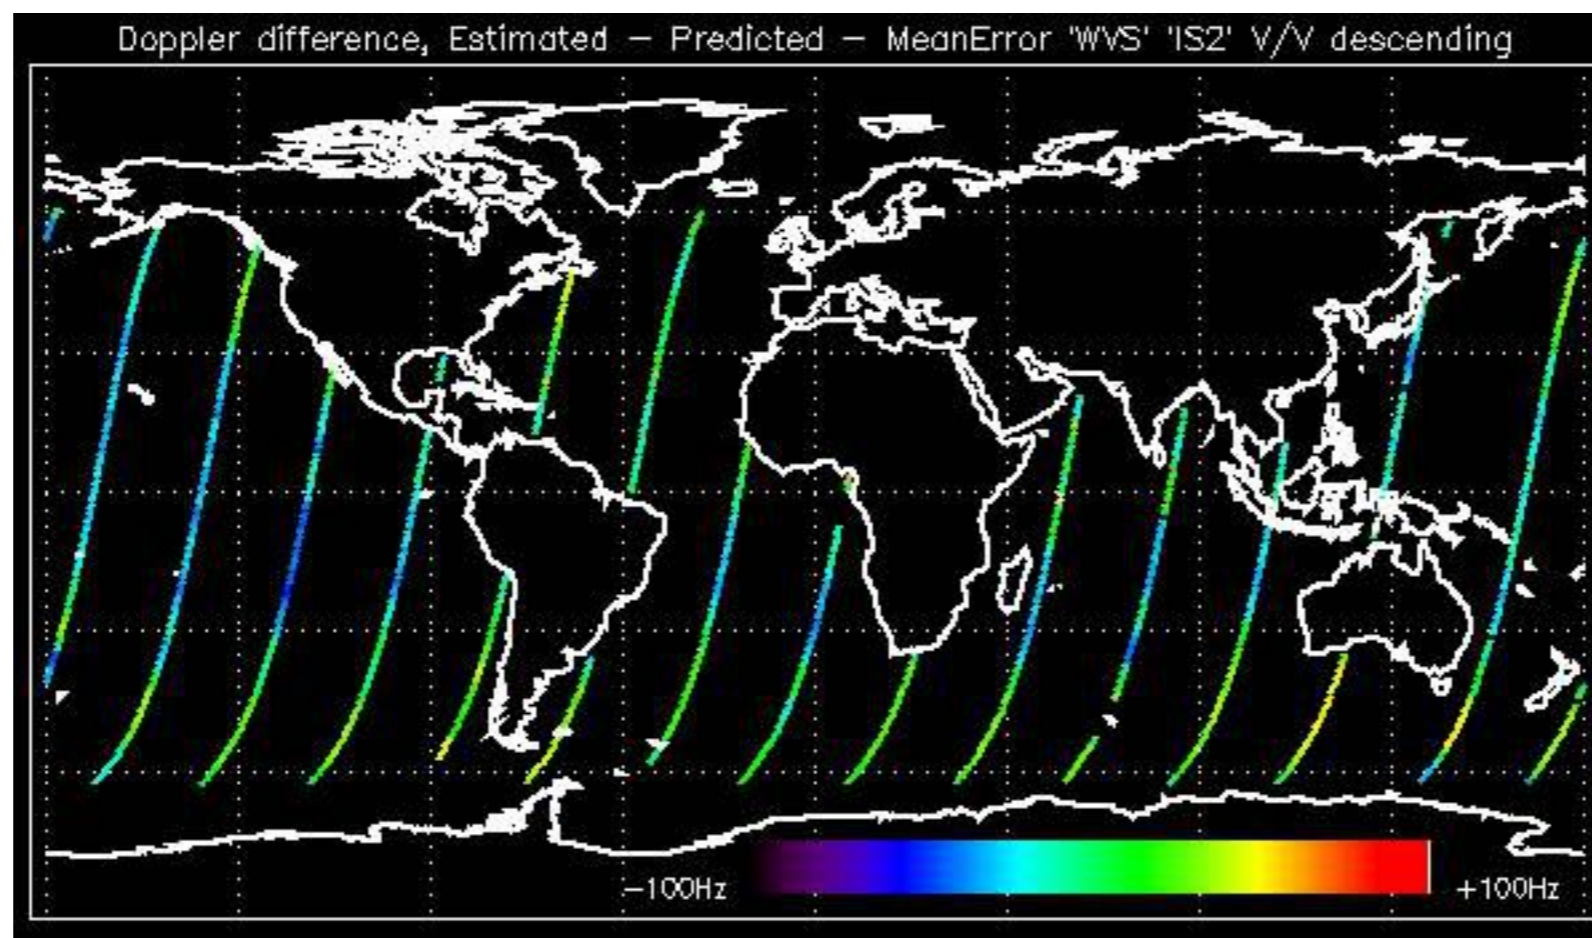 Doppler difference, Estimated - Predicted - MeanError 'WVS' 'IS2' V/V descending
-100Hz +100Hz